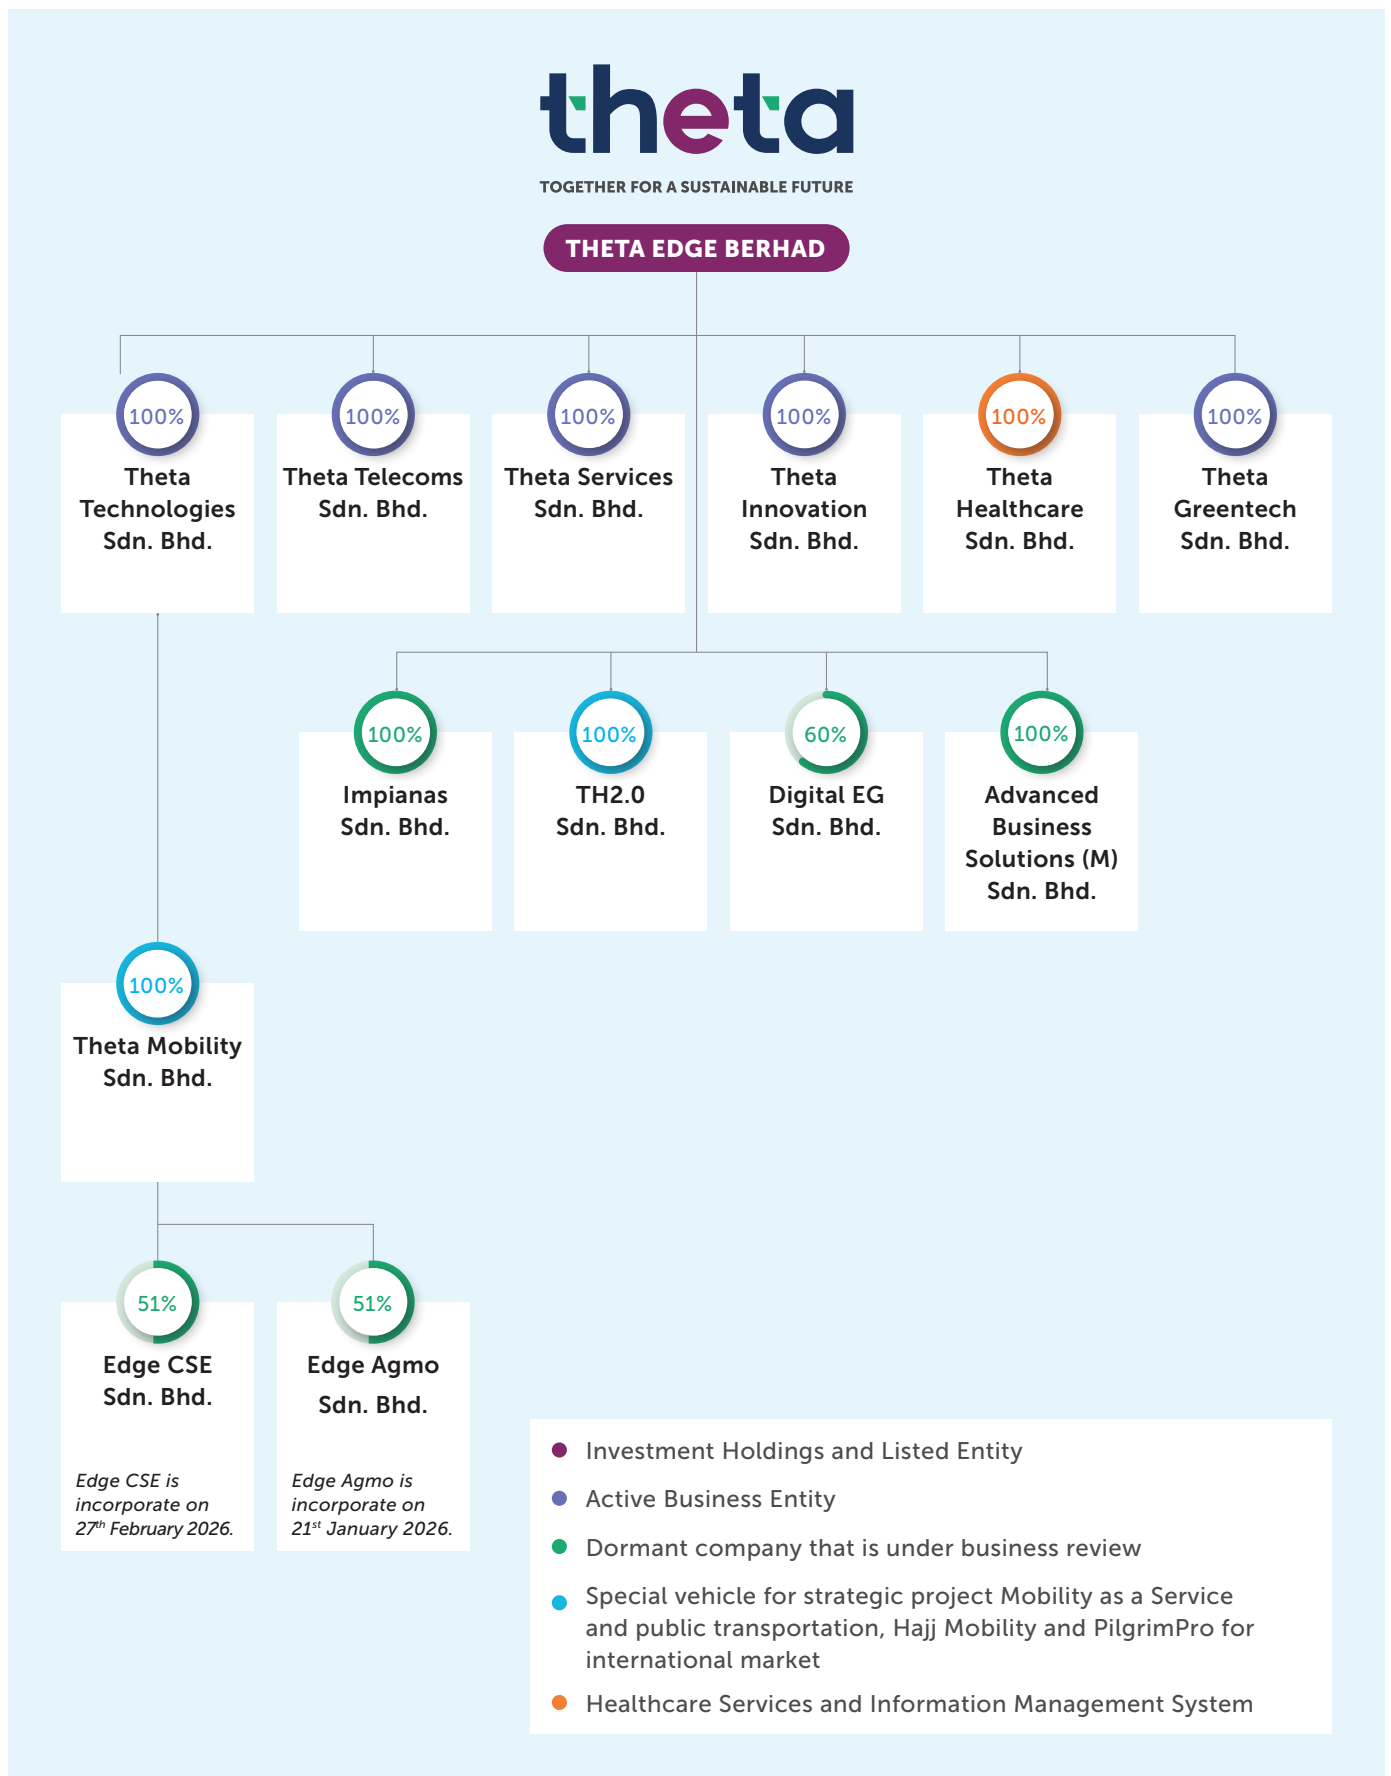 theta
TOGETHER FOR A SUSTAINABLE FUTURE
THETA EDGE BERHAD
100%
Theta
Technologies
Sdn. Bhd.
100%
Theta Telecoms
Sdn. Bhd.
100%
Theta Services
Sdn. Bhd.
100%
Theta
Innovation
Sdn. Bhd.
100%
Theta
Healthcare
Sdn. Bhd.
100%
Theta
Greentech
Sdn. Bhd.
100%
Impianas
Sdn. Bhd.
100%
TH2.0
Sdn. Bhd.
60%
Digital EG
Sdn. Bhd.
100%
Advanced
Business
Solutions (M)
Sdn. Bhd.
100%
Theta Mobility
Sdn. Bhd.
51%
Edge CSE
Sdn. Bhd.
Edge CSE is
incorporate on
27th February 2026.
51%
Edge Agmo
Sdn. Bhd.
Edge Agmo is
incorporate on
21st January 2026.
Investment Holdings and Listed Entity
Active Business Entity
Dormant company that is under business review
Special vehicle for strategic project Mobility as a Service
and public transportation, Hajj Mobility and PilgrimPro for
international market
Healthcare Services and Information Management System